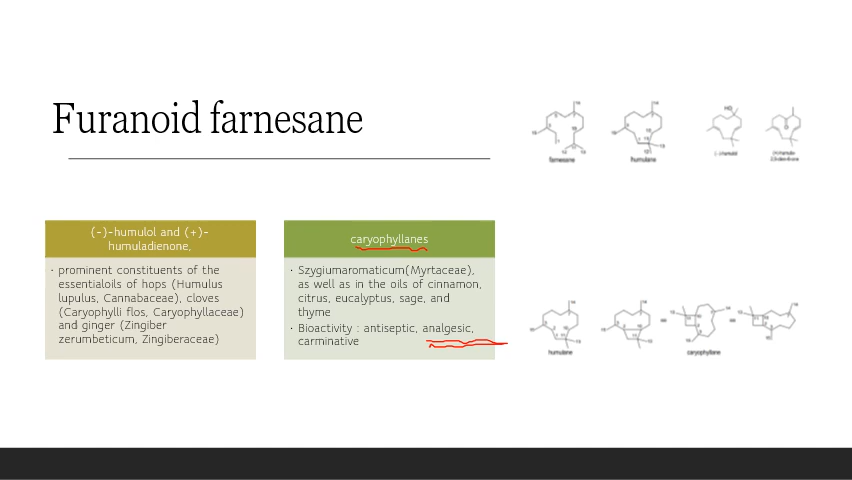 Furanoid farnesane
farnesane
humulane
HO
(-)-humulol
(-)-humulol and (+)-
humuladienone,
· prominent constituents of the
essentialoils of hops (Humulus
lupulus, Cannabaceae), cloves
(Caryophylli flos, Caryophyllaceae)
and ginger (Zingiber
zerumbeticum, Zingiberaceae)
caryophyllanes
· Szygiumaromaticum(Myrtaceae),
as well as in the oils of cinnamon,
citrus, eucalyptus, sage, and
thyme
· Bioactivity : antiseptic, analgesic,
carminative
humulane
caryophyllane